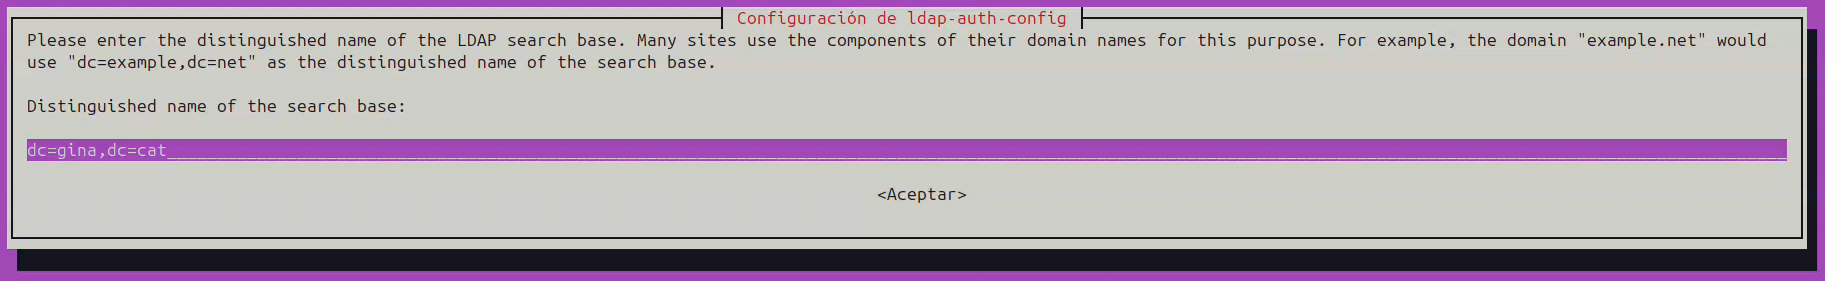 Configuración de ldap-auth-config
Please enter the distinguished name of the LDAP search base. Many sites use the components of their domain names for this purpose. For example, the domain "example.net" would
use "dc=example,dc=net" as the distinguished name of the search base.
Distinguished name of the search base:
dc=gina,dc=cat
<Aceptar>